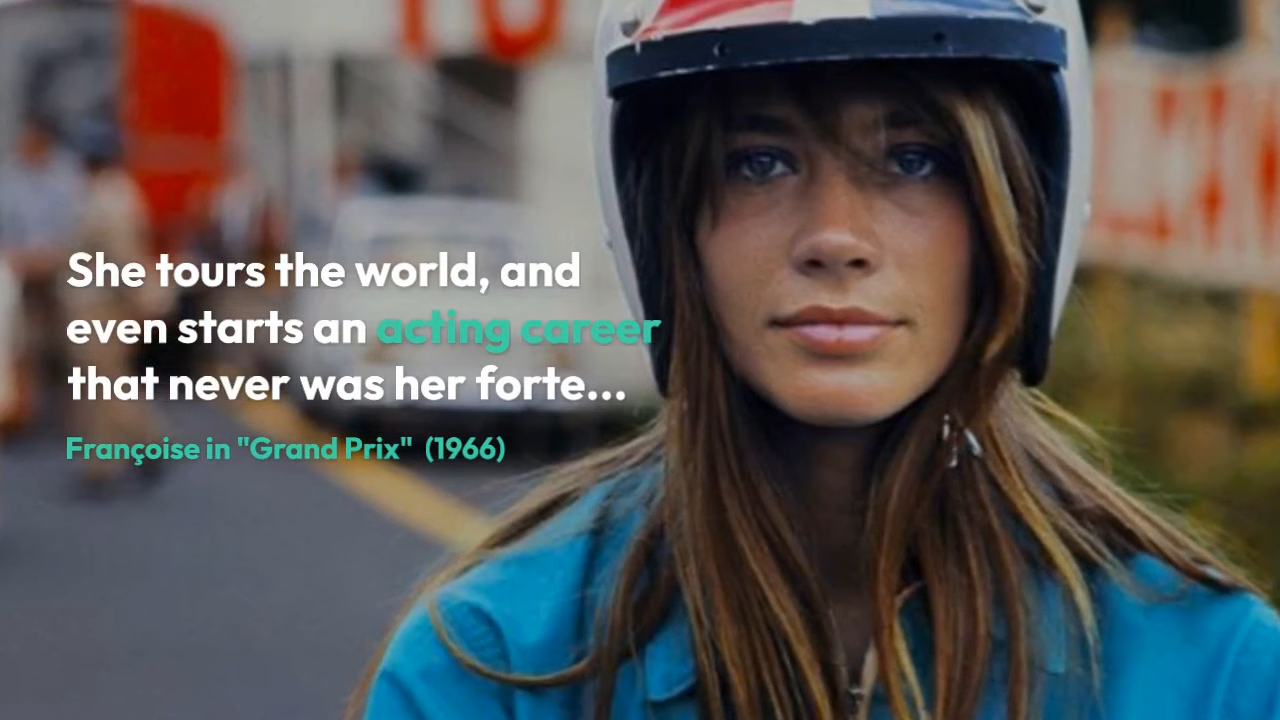 She tours the world, and
even starts an acting career
that never was her forte...
Françoise in "Grand Prix" (1966)